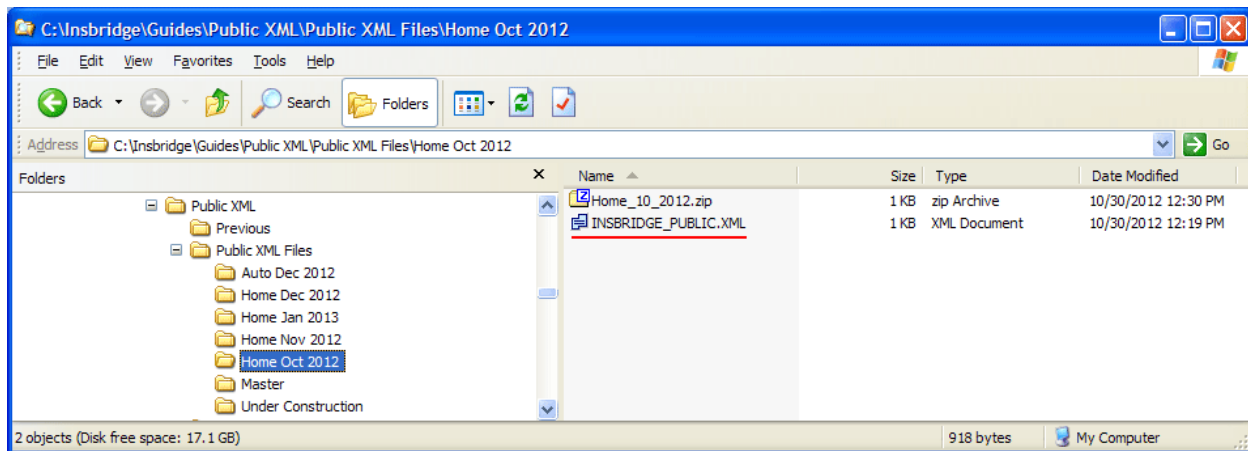 C:\Insbridge\Guides\Public XML\Public XML Files\Home Oct 2012
File Edit View Favorites Tools Help
Back Search Folders
Address C:\Insbridge\Guides\Public XML\Public XML Files\Home Oct 2012 Go
Folders x Name Size Type Date Modified
Public XML
Previous
Public XML Files
Auto Dec 2012
Home Dec 2012
Home Jan 2013
Home Nov 2012
Home Oct 2012
Master
Under Construction
Home_10_2012.zip 1 KB zip Archive 10/30/2012 12:30 PM
INSBRIDGE_PUBLIC.XML 1 KB XML Document 10/30/2012 12:19 PM
2 objects (Disk free space: 17.1 GB) 918 bytes My Computer